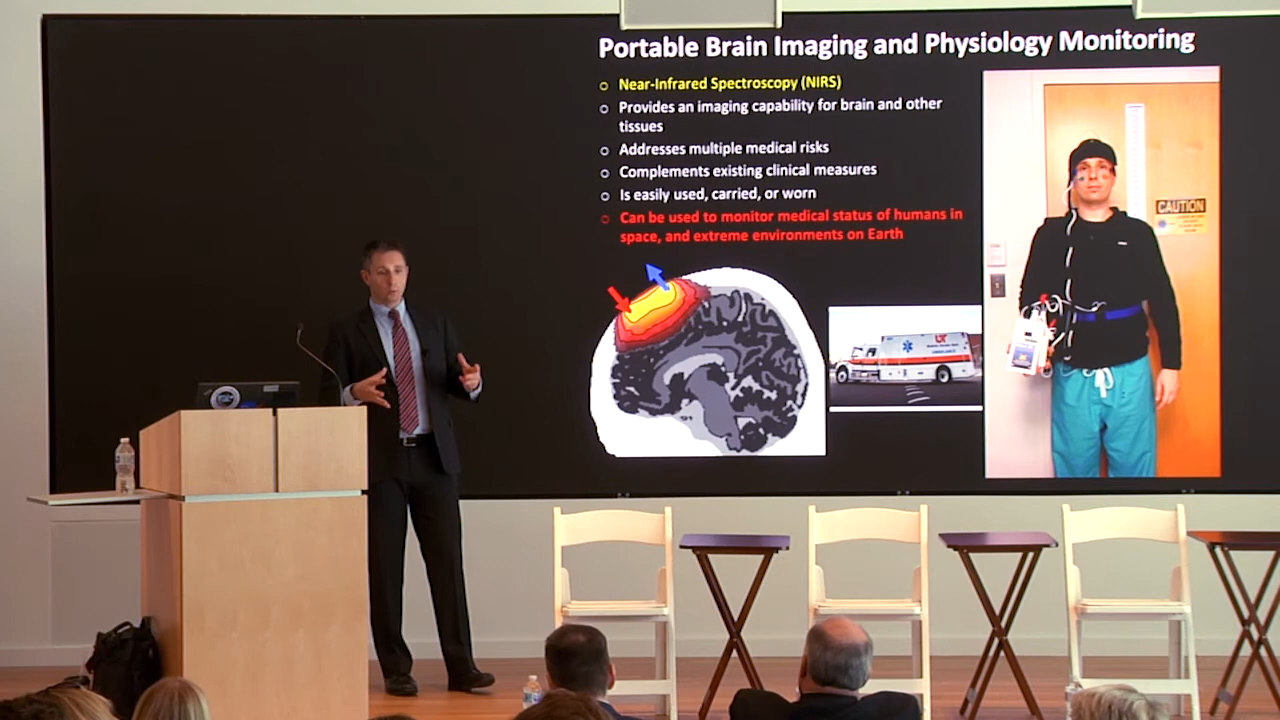 Portable Brain Imaging and Physiology Monitoring
Near-Infrared Spectroscopy (NIRS)
Provides an imaging capability for brain and other
tissues
Addresses multiple medical risks
Complements existing clinical measures
Is easily used, carried, or worn
Can be used to monitor medical status of humans in
space, and extreme environments on Earth
CAUTION
AMBULANCE